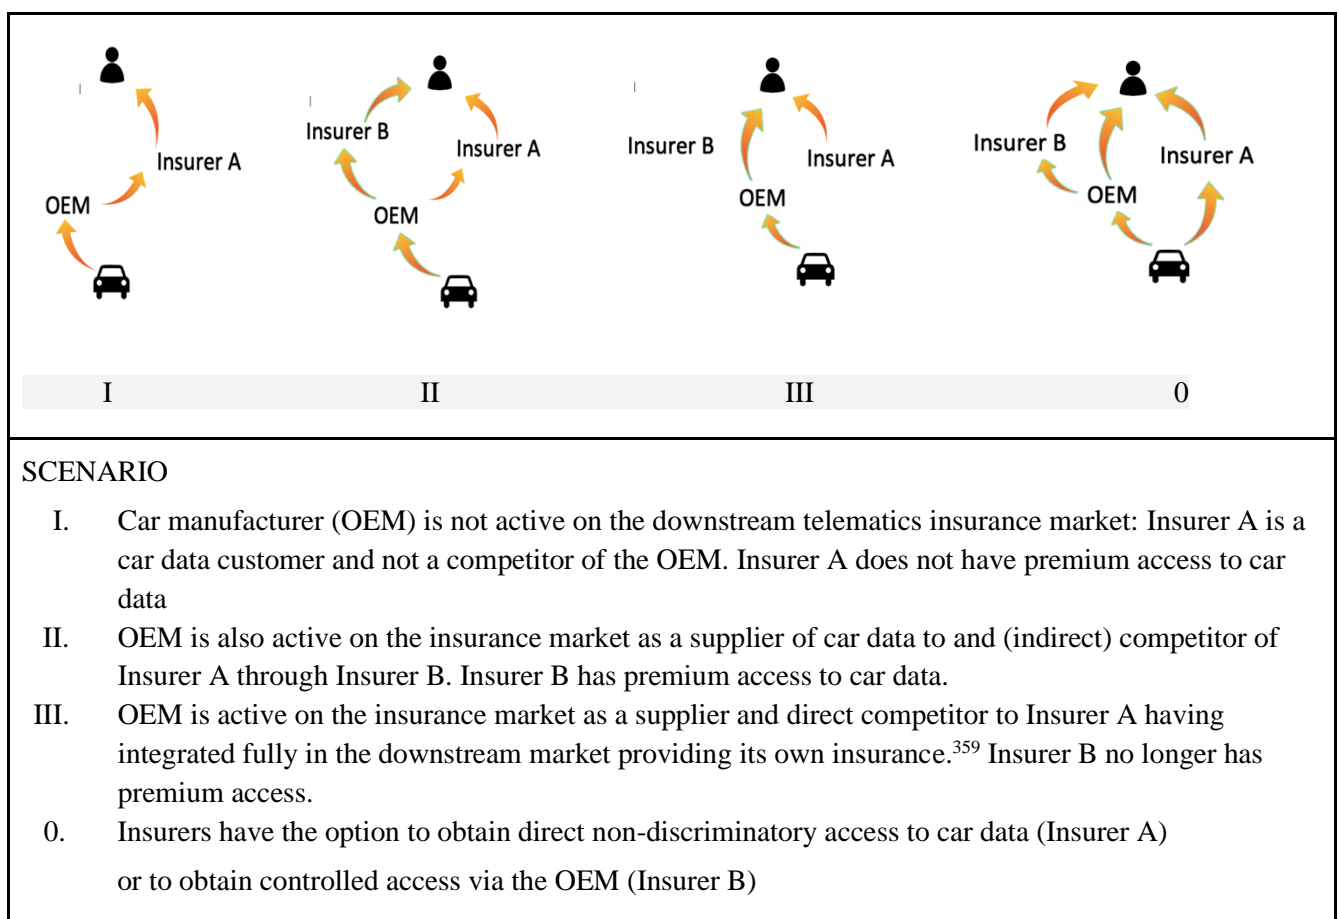 Insurer A
OEM
Insurer B
Insurer A
OEM
Insurer B
Insurer A
OEM
Insurer B
Insurer A
OEM
I II III 0
SCENARIO
I. Car manufacturer (OEM) is not active on the downstream telematics insurance market: Insurer A is a
car data customer and not a competitor of the OEM. Insurer A does not have premium access to car
data
II. OEM is also active on the insurance market as a supplier of car data to and (indirect) competitor of
Insurer A through Insurer B. Insurer B has premium access to car data.
III. OEM is active on the insurance market as a supplier and direct competitor to Insurer A having
integrated fully in the downstream market providing its own insurance.359 Insurer B no longer has
premium access.
0. Insurers have the option to obtain direct non-discriminatory access to car data (Insurer A)
or to obtain controlled access via the OEM (Insurer B)